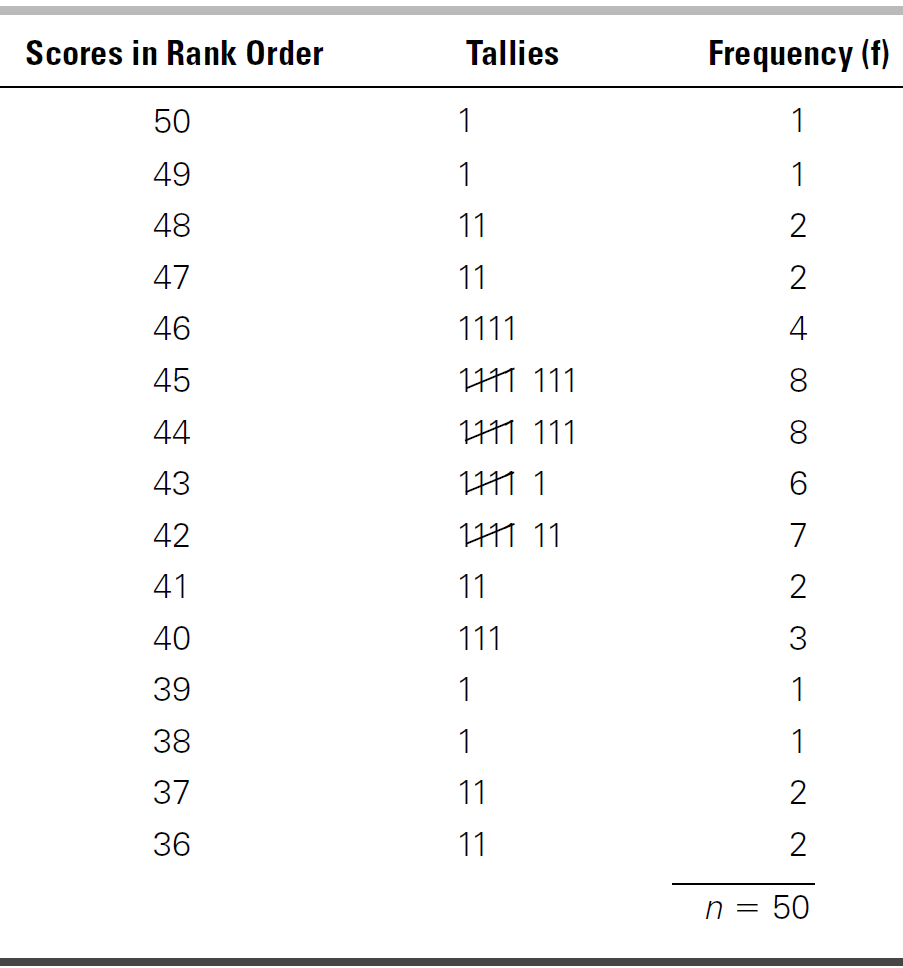 Scores in Rank Order Tallies Frequency (f)
50 1 1
49 1 1
48 11 2
47 11 2
46 1111 4
45 1111 111 8
44 1111 111 8
43 1111 1 6
42 1111 11 7
41 11 2
40 111 3
39 1 1
38 1 1
37 11 2
36 11 2
n = 50